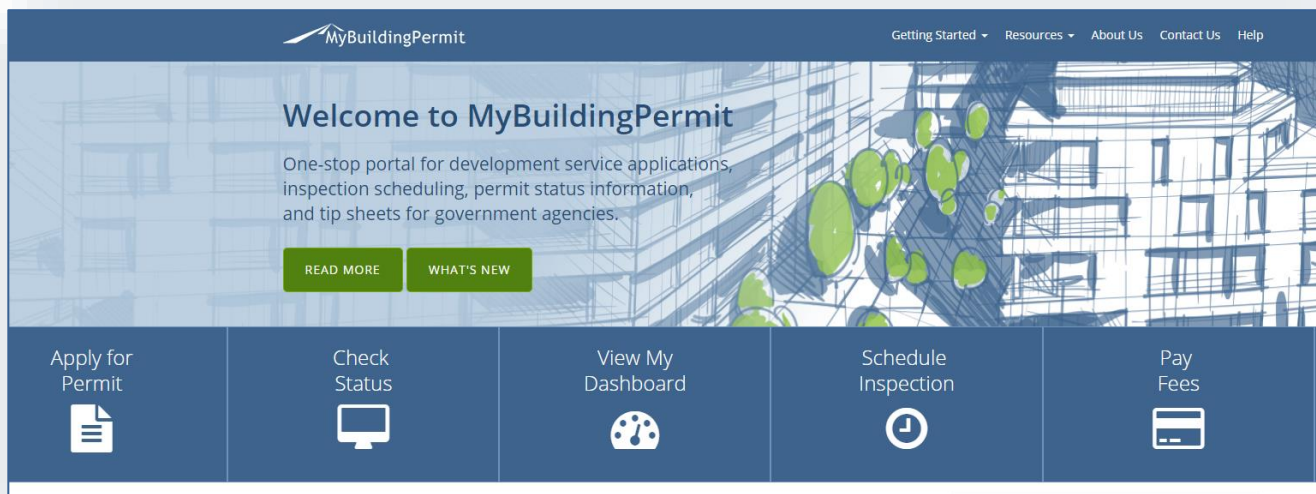 MyBuildingPermit
Getting Started Resources About Us Contact Us Help
Welcome to MyBuildingPermit
One-stop portal for development service applications,
inspection scheduling, permit status information,
and tip sheets for government agencies.
READ MORE WHAT'S NEW
Apply for
Permit
Check
Status
View My
Dashboard
Schedule
Inspection
Pay
Fees